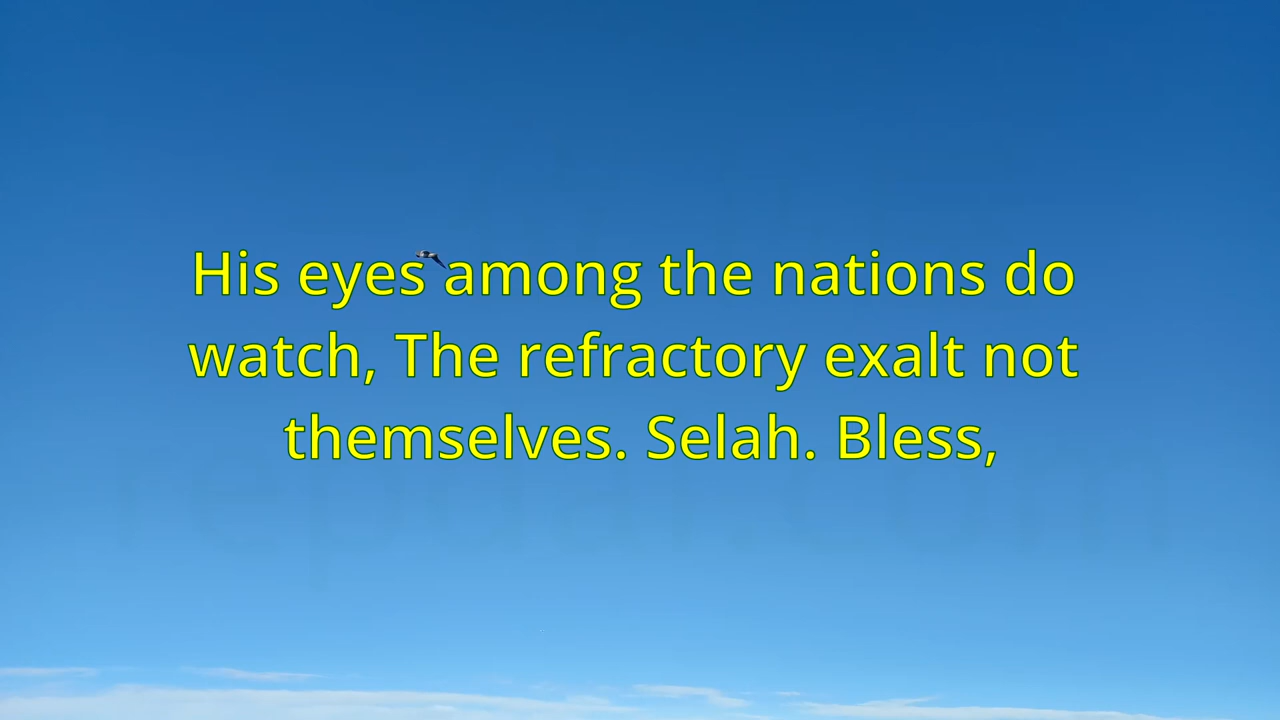 His eyes among the nations do
watch, The refractory exalt not
themselves. Selah. Bless,